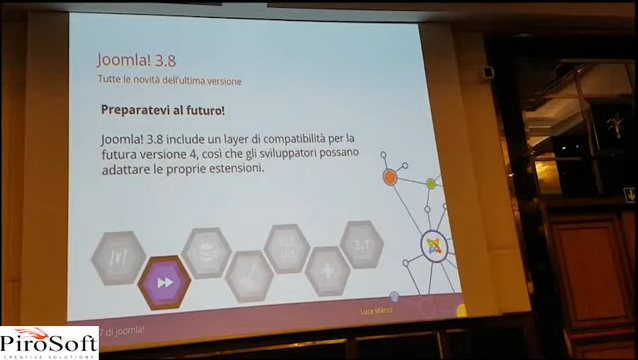 Joomla! 3.8
Tutte le novità dell'ultima versione
Preparatevi al futuro!
Joomla! 3.8 include un layer di compatibilità per la
futura versione 4, così che gli sviluppatori possano
adattare le proprie estensioni.
3.7
7 di Joomla!
Luca Marzo
PiroSoft
CREATIVE SOLUTIONS